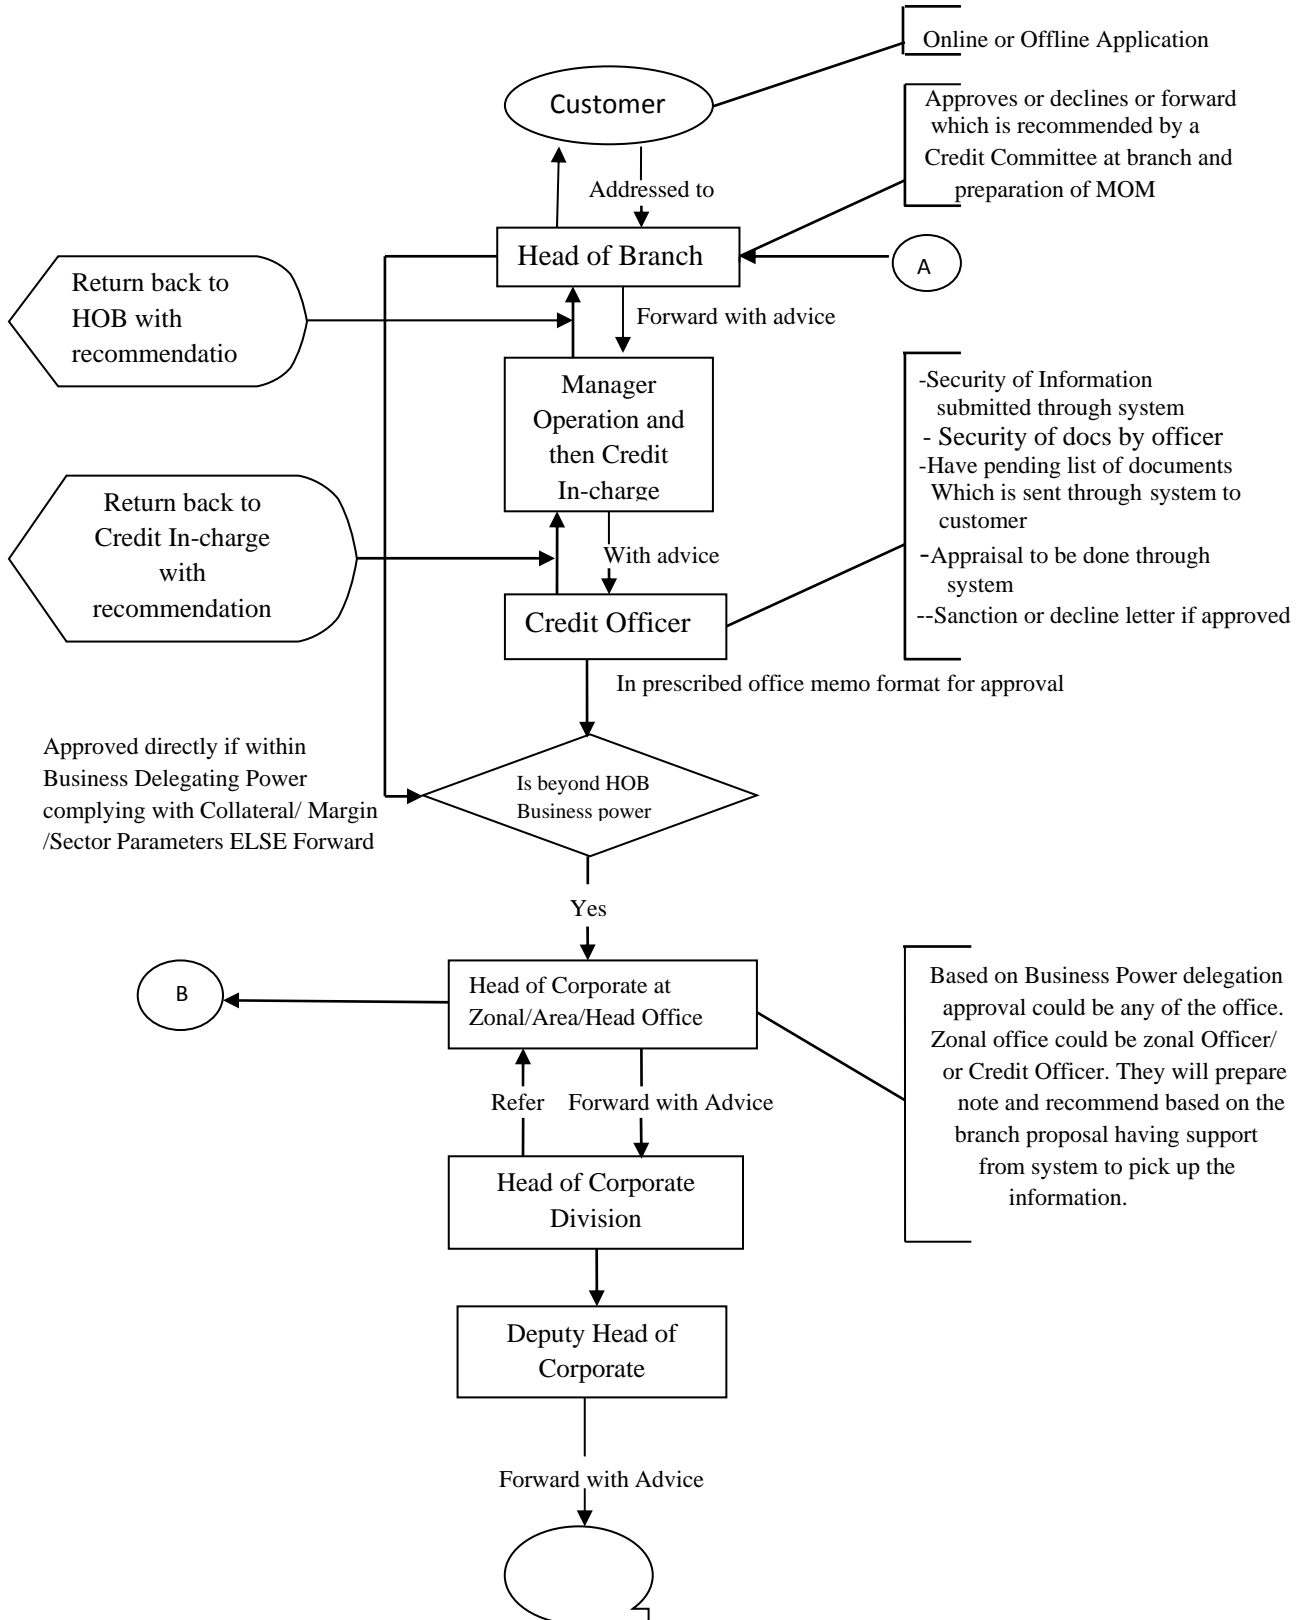 Online or Offline Application
Customer
Approves or declines or forward
which is recommended by a
Credit Committee at branch and
preparation of MOM
Addressed to
Head of Branch
A
Return back to
HOB with
recommendatio
Forward with advice
Manager
Operation and
then Credit
In-charge
-Security of Information
submitted through system
- Security of docs by officer
-Have pending list of documents
Which is sent through system to
customer
-Appraisal to be done through
system
--Sanction or decline letter if approved
Return back to
Credit In-charge
with
recommendation
With advice
Credit Officer
In prescribed office memo format for approval
Approved directly if within
Business Delegating Power
complying with Collateral/ Margin
/Sector Parameters ELSE Forward
Is beyond HOB
Business power
Yes
B
Head of Corporate at
Zonal/Area/Head Office
Based on Business Power delegation
approval could be any of the office.
Zonal office could be zonal Officer/
or Credit Officer. They will prepare
note and recommend based on the
branch proposal having support
from system to pick up the
information.
Refer
Forward with Advice
Head of Corporate
Division
Deputy Head of
Corporate
Forward with Advice